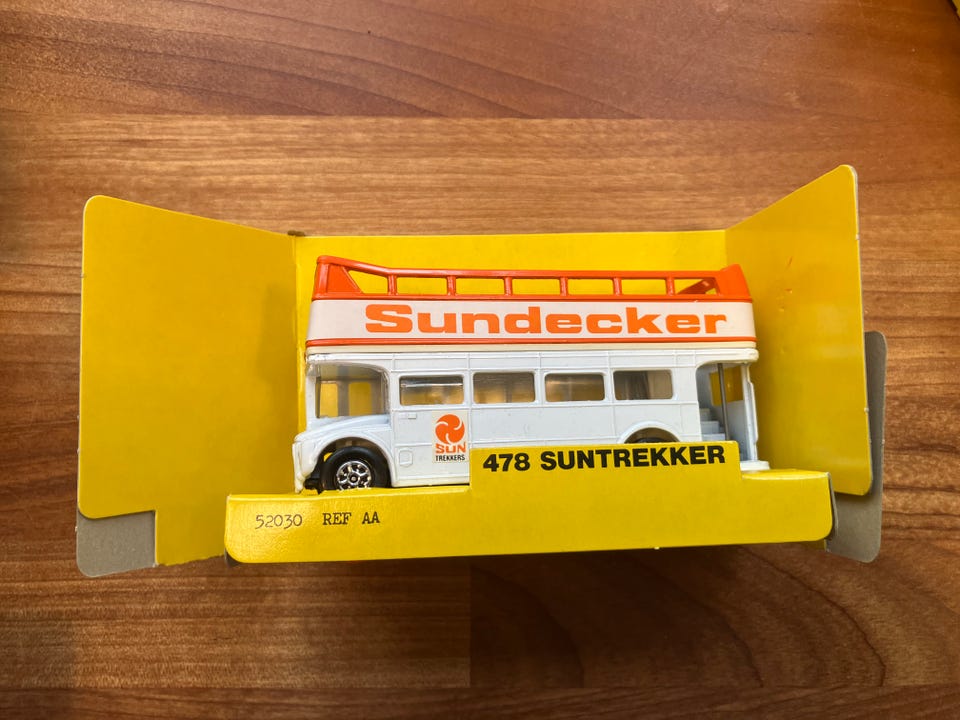 Sundecker
SUN
TREKKERS
478 SUNTREKKER
52030 REF AA